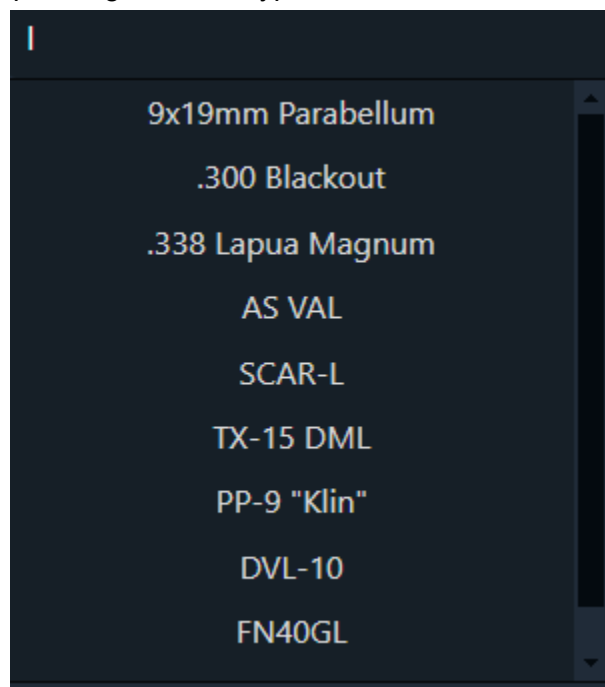 l
9x19mm Parabellum
.300 Blackout
.338 Lapua Magnum
AS VAL
SCAR-L
TX-15 DML
PP-9 "Klin"
DVL-10
FN40GL